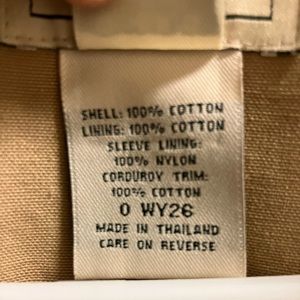 SHELL: 100% COTTON
LINING: 100% COTTON
SLEEVE LINING:
100% NYLON
CORDUROY TRIM:
100% COTTON
0 WY26
MADE IN THAILAND
CARE ON REVERSE